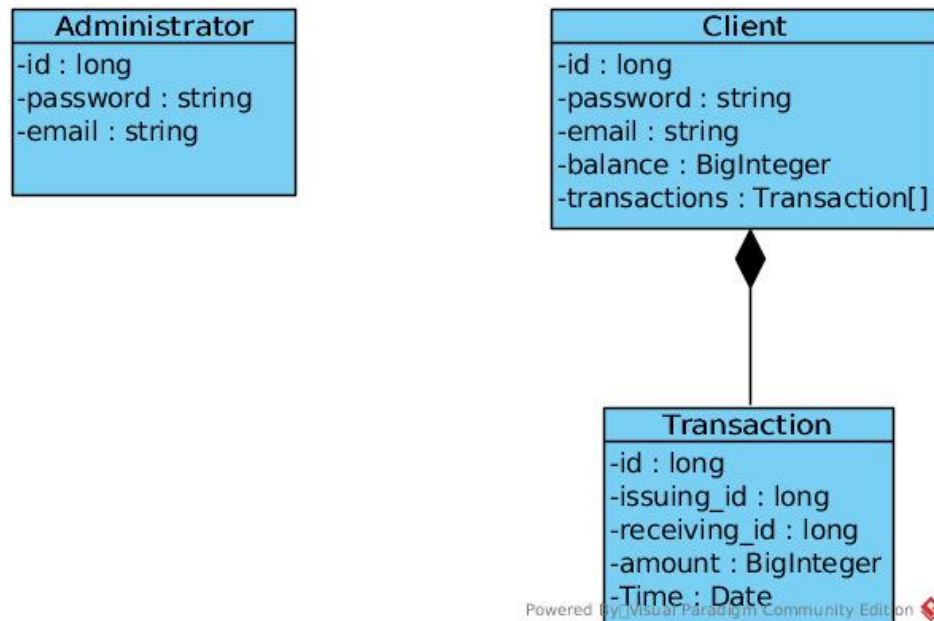 Administrator
-id : long
-password : string
-email : string
Client
-id : long
-password : string
-email : string
-balance : BigInteger
-transactions : Transaction[]
Transaction
-id : long
-issuing_id : long
-receiving_id : long
-amount : BigInteger
-Time : Date
Powered By Visual Paradigm Community Edition